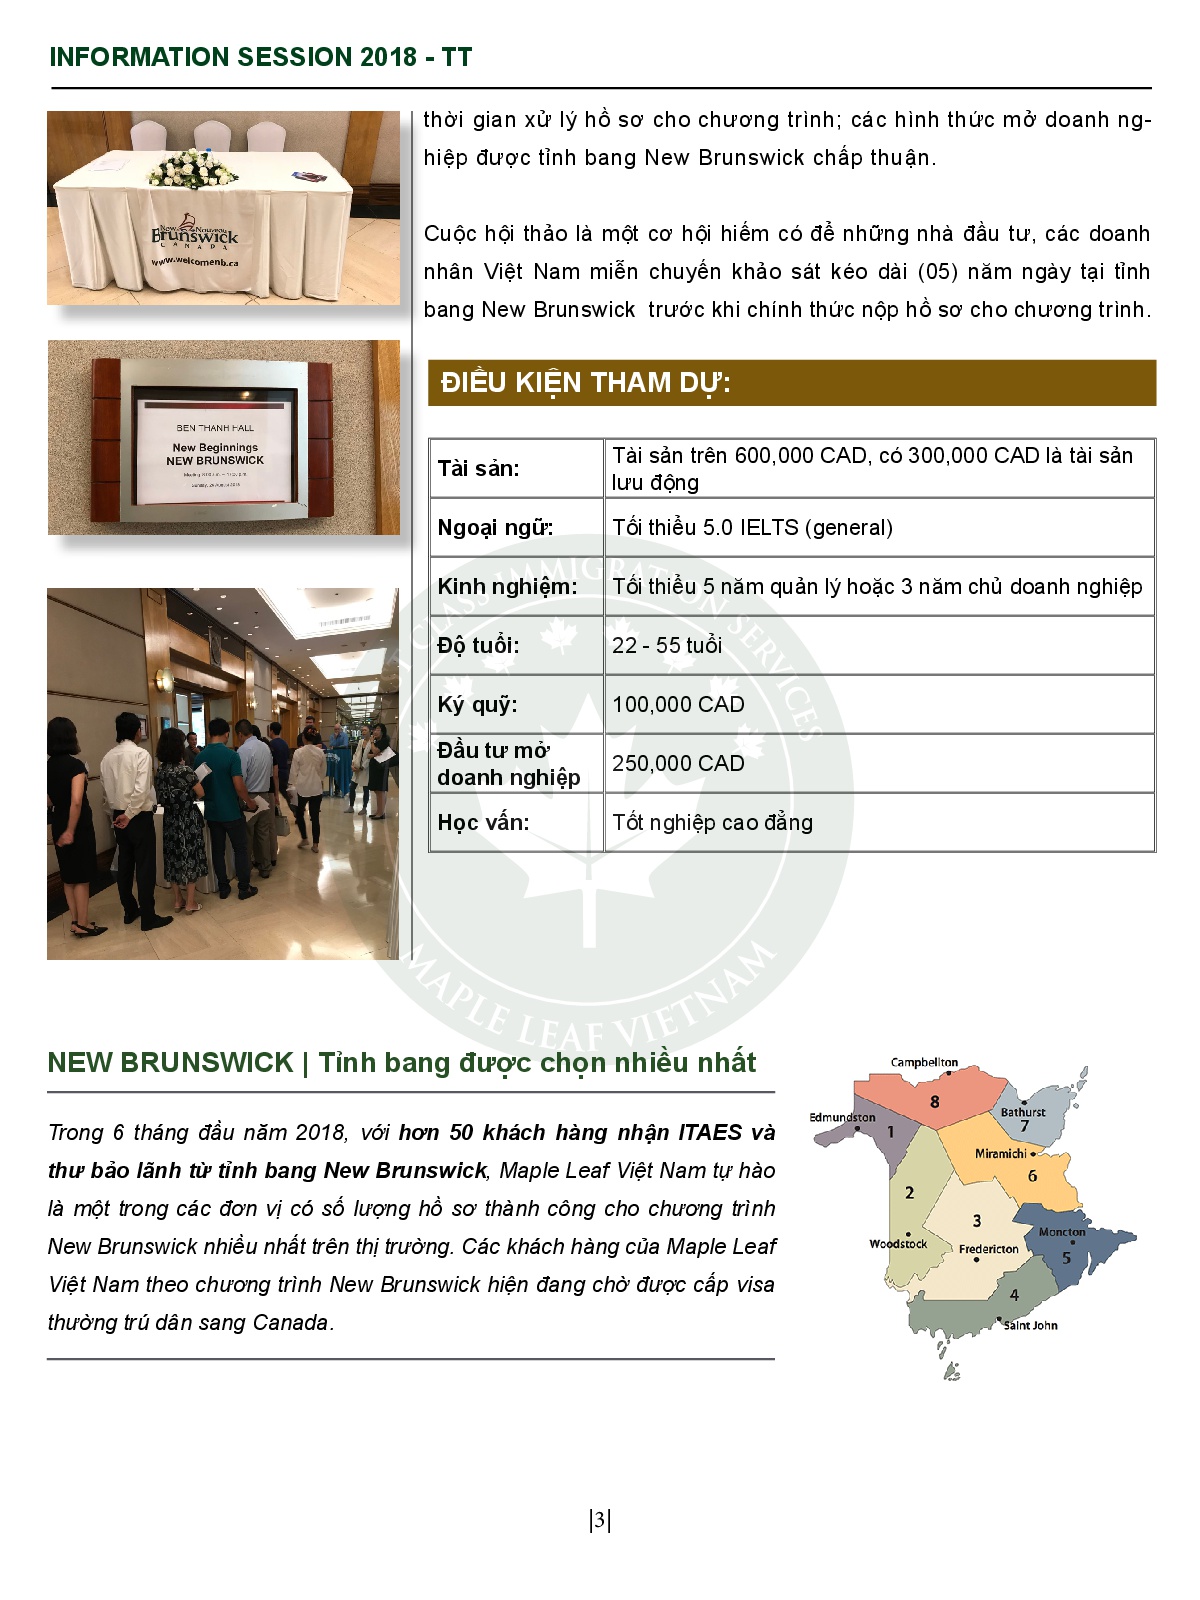 INFORMATION SESSION 2018 - TT
thời gian xử lý hồ sơ cho chương trình; các hình thức mở doanh ng-
hiệp được tỉnh bang New Brunswick chấp thuận.
Cuộc hội thảo là một cơ hội hiếm có để những nhà đầu tư, các doanh
nhân Việt Nam miễn chuyến khảo sát kéo dài (05) năm ngày tại tỉnh
bang New Brunswick trước khi chính thức nộp hồ sơ cho chương trình.
New Nouveau
Brunswick
CANADA
www.welcomenb.ca
BEN THANH HALL
New Beginnings
NEW BRUNSWICK
ĐIỀU KIỆN THAM DỰ:
Tài sản:
Tài sản trên 600,000 CAD, có 300,000 CAD là tài sản
lưu động
Ngoại ngữ:
Tối thiểu 5.0 IELTS (general)
Kinh nghiệm:
Tối thiểu 5 năm quản lý hoặc 3 năm chủ doanh nghiệp
Độ tuổi:
22 - 55 tuổi
Ký quỹ:
100,000 CAD
Đầu tư mở
doanh nghiệp
250,000 CAD
Học vấn:
Tốt nghiệp cao đẳng
CLASS IMMIGRATION SERVICES
MAPLE LEAF VIETNAM
NEW BRUNSWICK | Tỉnh bang được chọn nhiều nhất
Trong 6 tháng đầu năm 2018, với hơn 50 khách hàng nhận ITAES và
thư bảo lãnh từ tỉnh bang New Brunswick, Maple Leaf Việt Nam tự hào
là một trong các đơn vị có số lượng hồ sơ thành công cho chương trình
New Brunswick nhiều nhất trên thị trường. Các khách hàng của Maple Leaf
Việt Nam theo chương trình New Brunswick hiện đang chờ được cấp visa
thường trú dân sang Canada.
Campbellton
8
Edmundston
1
Bathurst
7
Miramichi
6
2
3
Moncton
Woodstock
Fredericton
5
4
Saint John
|3|